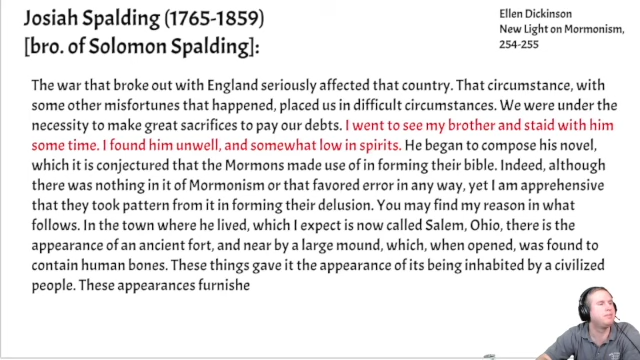 Josiah Spalding (1765-1859)
[bro. of Solomon Spalding]:
Ellen Dickinson
New Light on Mormonism,
254-255
The war that broke out with England seriously affected that country. That circumstance, with
some other misfortunes that happened, placed us in difficult circumstances. We were under the
necessity to make great sacrifices to pay our debts. I went to see my brother and staid with him
some time. I found him unwell, and somewhat low in spirits. He began to compose his novel,
which it is conjectured that the Mormons made use of in forming their bible. Indeed, although
there was nothing in it of Mormonism or that favored error in any way, yet I am apprehensive
that they took pattern from it in forming their delusion. You may find my reason in what
follows. In the town where he lived, which I expect is now called Salem, Ohio, there is the
appearance of an ancient fort, and near by a large mound, which, when opened, was found to
contain human bones. These things gave it the appearance of its being inhabited by a civilized
people. These appearances furnishe